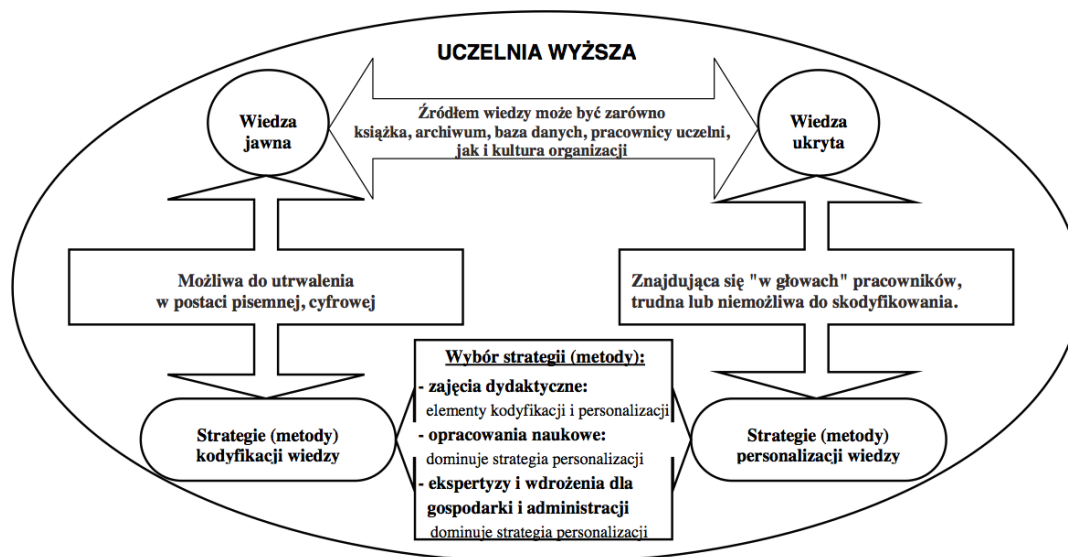 UCZELNIA WYŻSZA
Wiedza
jawna
Źródłem wiedzy może być zarówno
książka, archiwum, baza danych, pracownicy uczelni,
jak i kultura organizacji
Wiedza
ukryta
Możliwa do utrwalenia
w postaci pisemnej, cyfrowej
Znajdująca się "w głowach" pracowników,
trudna lub niemożliwa do skodyfikowania.
Strategie (metody)
kodyfikacji wiedzy
Wybór strategii (metody):
- zajęcia dydaktyczne:
elementy kodyfikacji i personalizacji
- opracowania naukowe:
dominuje strategia personalizacji
- ekspertyzy i wdrożenia dla
gospodarki i administracji
dominuje strategia personalizacji
Strategie (metody)
personalizacji wiedzy